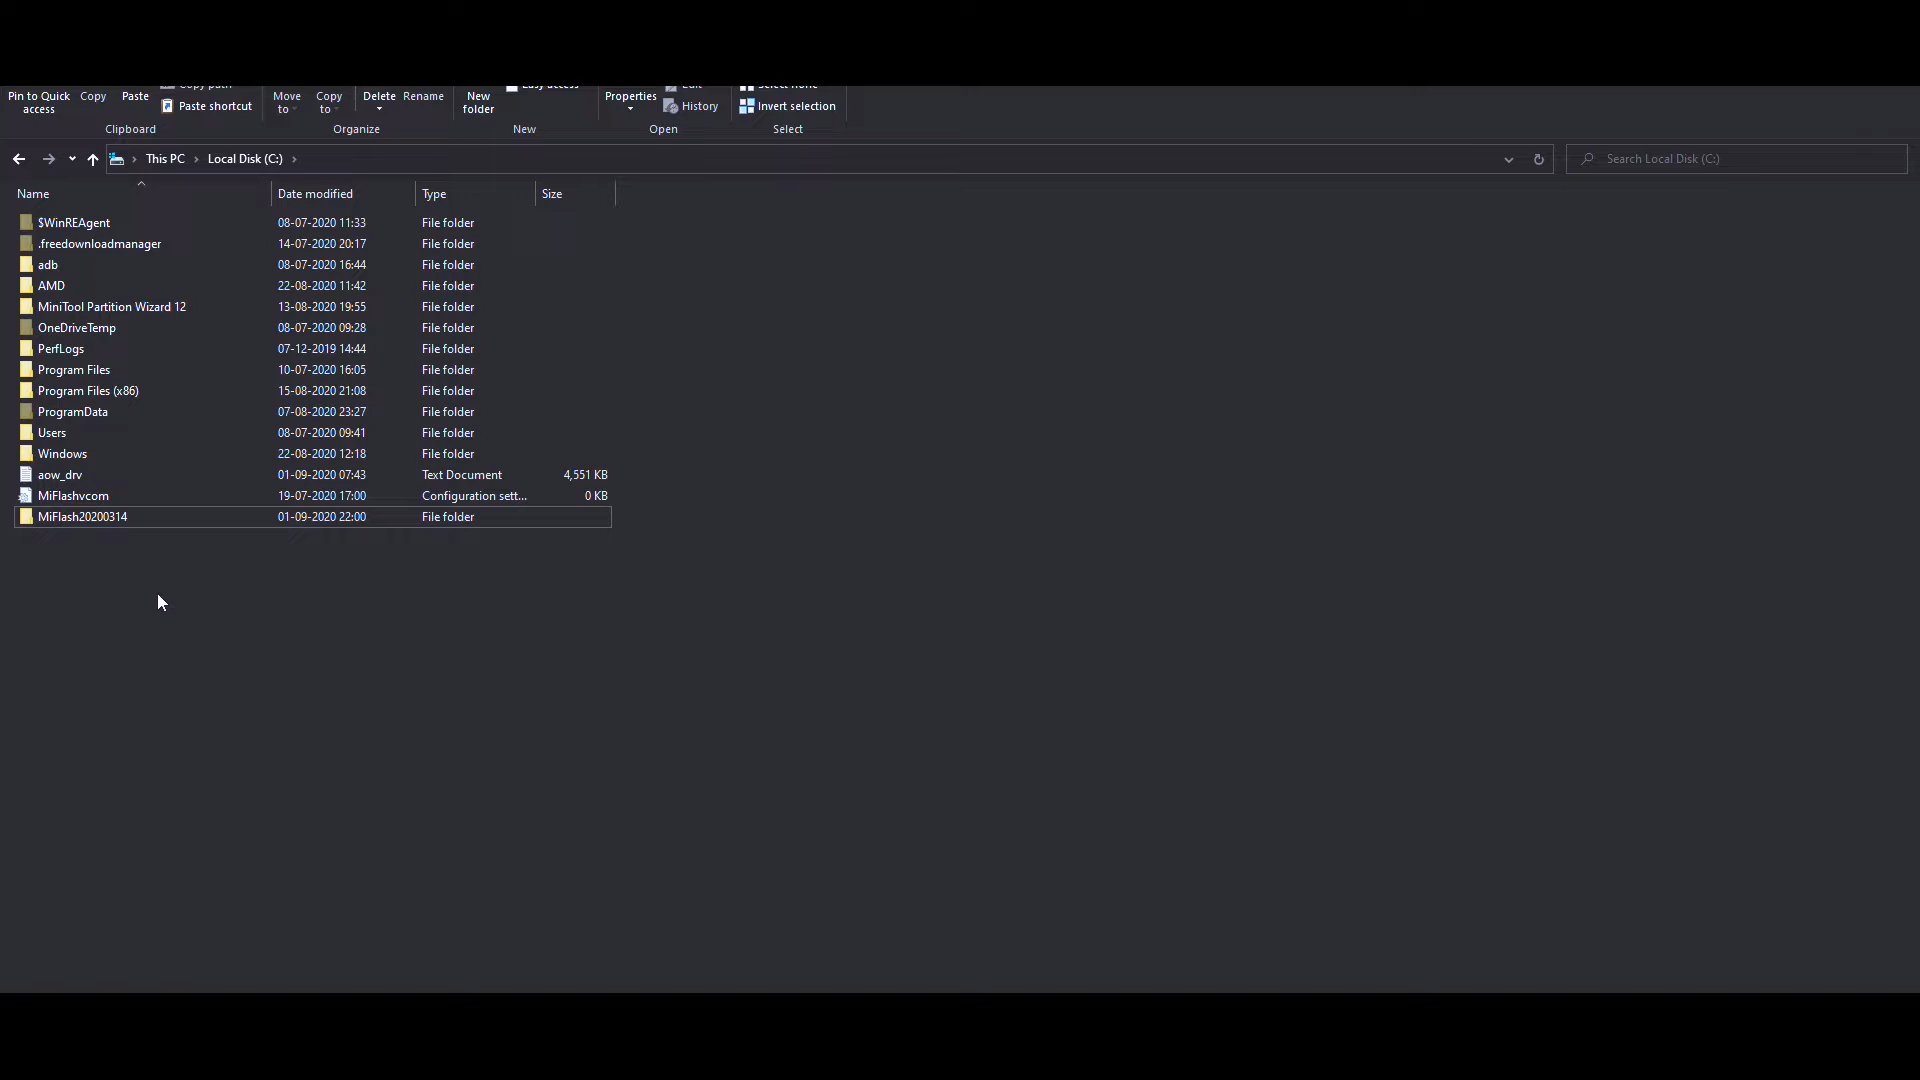 Copy path Easy access Edit Select none
Pin to Quick access Copy Paste Paste shortcut Move to Copy to Delete Rename New folder Properties History Invert selection
Clipboard Organize New Open Select
This PC > Local Disk (C:) > Search Local Disk (C:)
Name Date modified Type Size
$WinREAgent 08-07-2020 11:33 File folder
.freedownloadmanager 14-07-2020 20:17 File folder
adb 08-07-2020 16:44 File folder
AMD 22-08-2020 11:42 File folder
MiniTool Partition Wizard 12 13-08-2020 19:55 File folder
OneDriveTemp 08-07-2020 09:28 File folder
PerfLogs 07-12-2019 14:44 File folder
Program Files 10-07-2020 16:05 File folder
Program Files (x86) 15-08-2020 21:08 File folder
ProgramData 07-08-2020 23:27 File folder
Users 08-07-2020 09:41 File folder
Windows 22-08-2020 12:18 File folder
aow_drv 01-09-2020 07:43 Text Document 4,551 KB
MiFlashvcom 19-07-2020 17:00 Configuration sett... 0 KB
MiFlash20200314 01-09-2020 22:00 File folder